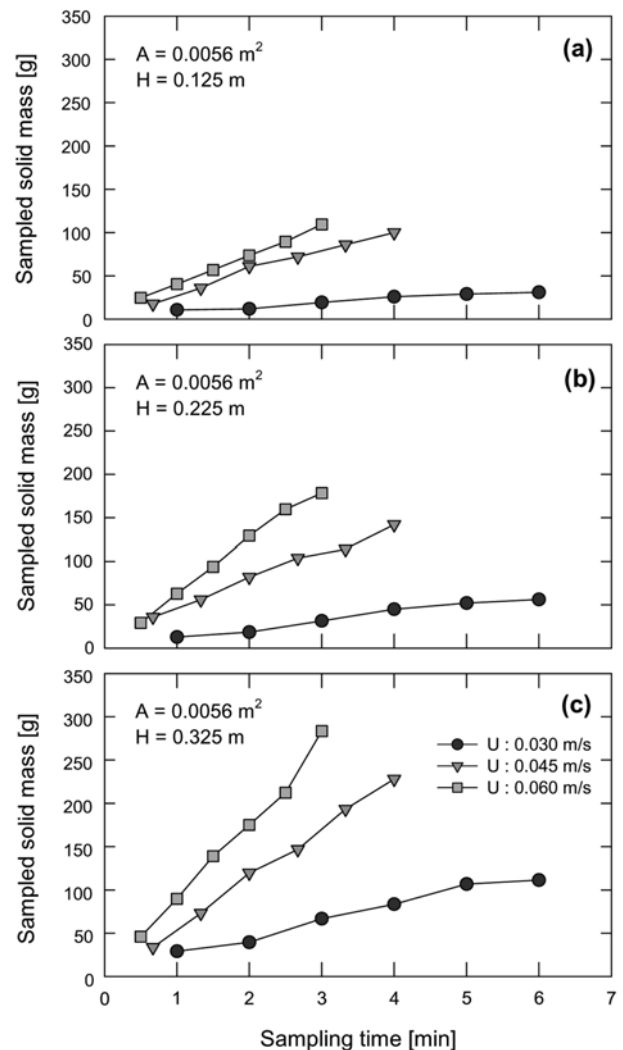 350
300
250
200
150
100
50
0
Sampled solid mass [g]
A = 0.0056 m²
H = 0.125 m
(a)
350
300
250
200
150
100
50
0
Sampled solid mass [g]
A = 0.0056 m²
H = 0.225 m
(b)
350
300
250
200
150
100
50
0
Sampled solid mass [g]
A = 0.0056 m²
H = 0.325 m
(c)
U : 0.030 m/s
U : 0.045 m/s
U : 0.060 m/s
0 1 2 3 4 5 6 7
Sampling time [min]